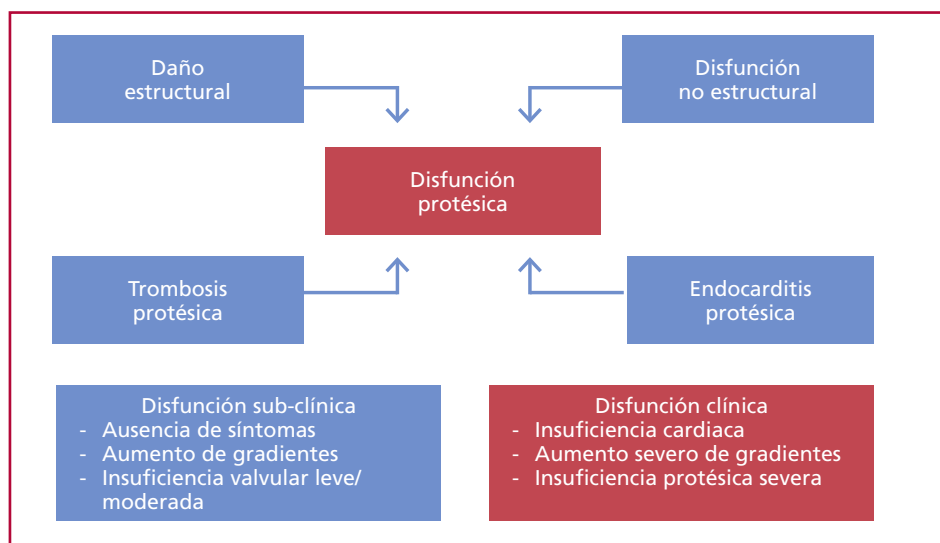 Daño
estructural
Disfunción
no estructural
Disfunción
protésica
Trombosis
protésica
Endocarditis
protésica
Disfunción sub-clínica
- Ausencia de síntomas
- Aumento de gradientes
- Insuficiencia valvular leve/
moderada
Disfunción clínica
- Insuficiencia cardiaca
- Aumento severo de gradientes
- Insuficiencia protésica severa